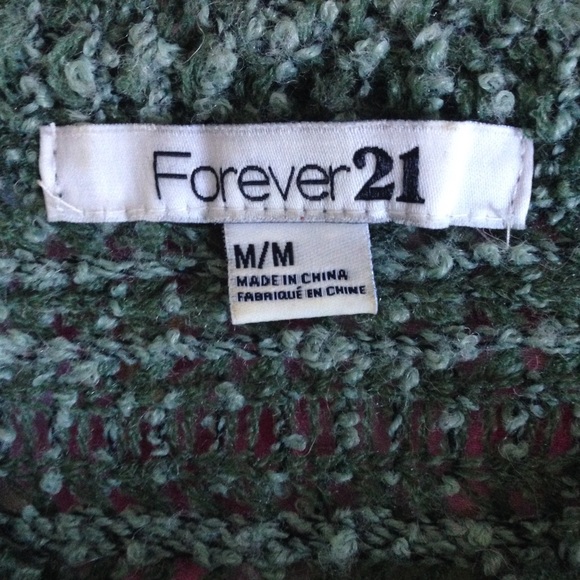 Forever21
M/M
MADE IN CHINA
FABRIQUÉ EN CHINE